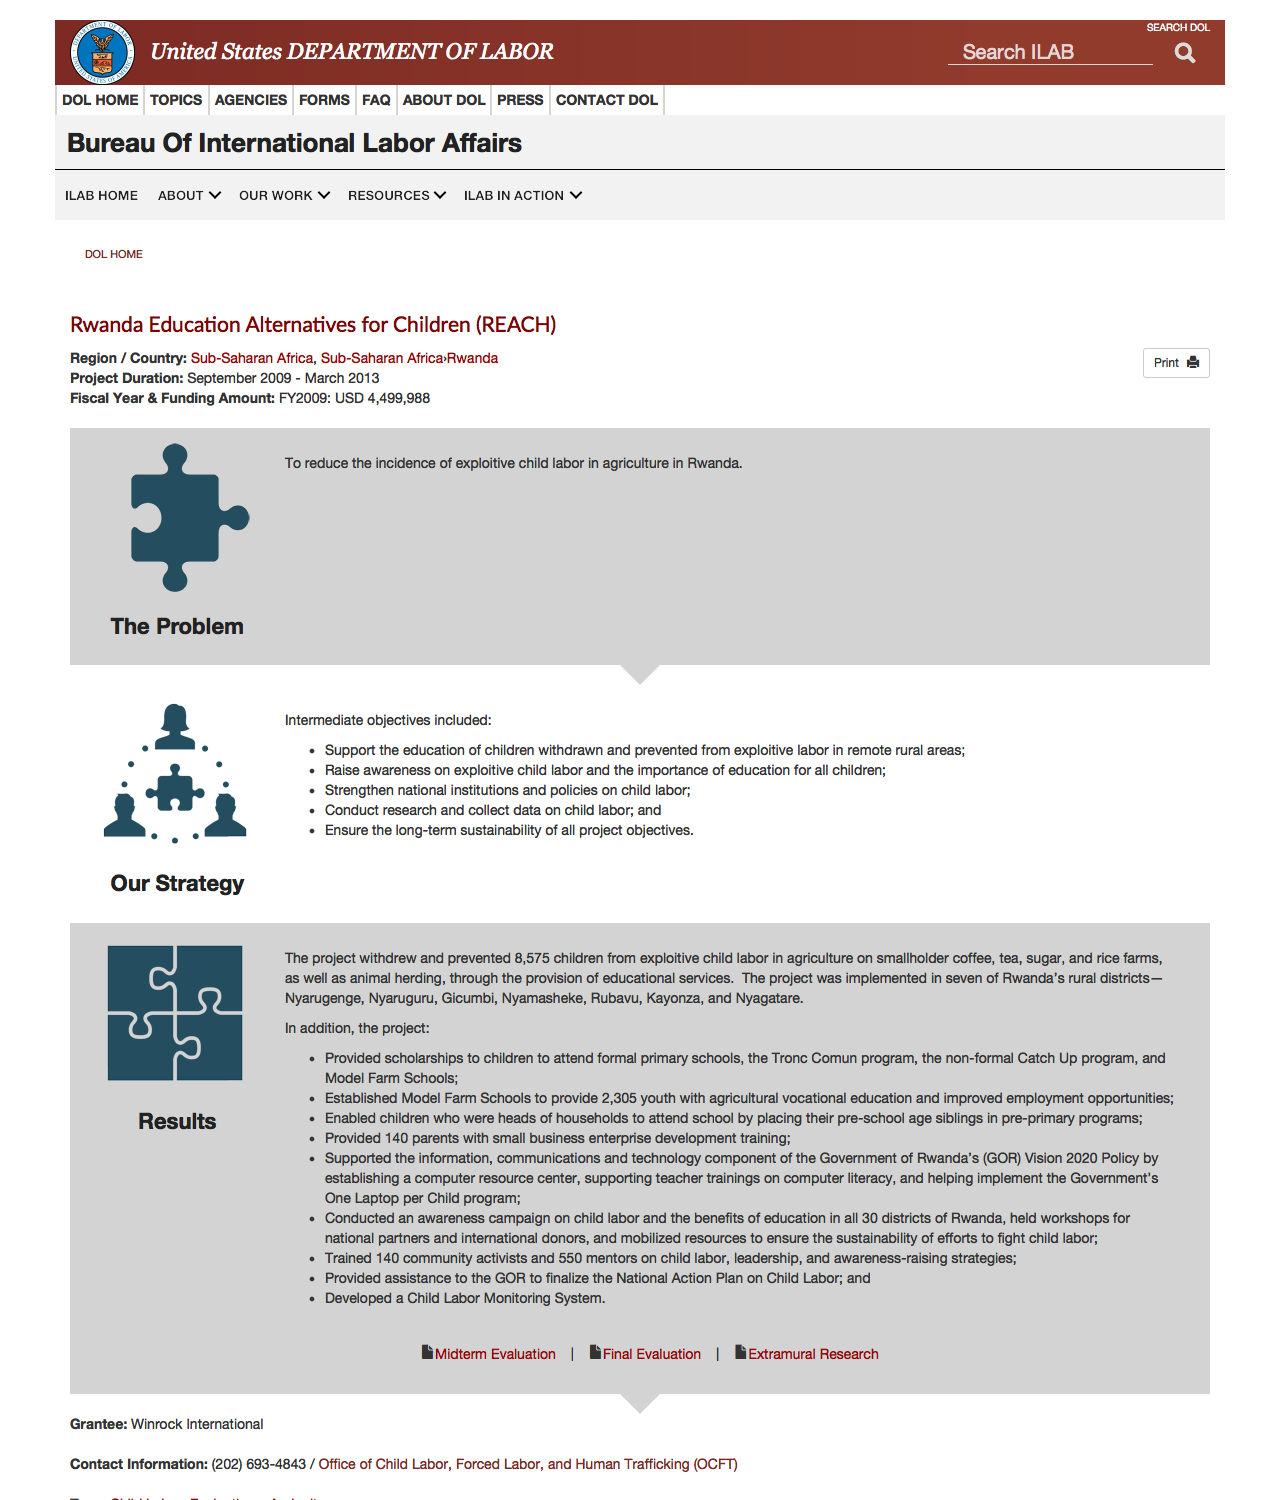 SEARCH DOL
United States DEPARTMENT OF LABOR
Search ILAB
DOL HOME
TOPICS
AGENCIES
FORMS
FAQ
ABOUT DOL
PRESS
CONTACT DOL
Bureau Of International Labor Affairs
ILAB HOME
ABOUT
OUR WORK
RESOURCES
ILAB IN ACTION
DOL HOME
Rwanda Education Alternatives for Children (REACH)
Region / Country: Sub-Saharan Africa, Sub-Saharan Africa›Rwanda
Print
Project Duration: September 2009 - March 2013
Fiscal Year & Funding Amount: FY2009: USD 4,499,988
To reduce the incidence of exploitive child labor in agriculture in Rwanda.
The Problem
Intermediate objectives included:
• Support the education of children withdrawn and prevented from exploitive labor in remote rural areas;
• Raise awareness on exploitive child labor and the importance of education for all children;
• Strengthen national institutions and policies on child labor;
• Conduct research and collect data on child labor; and
• Ensure the long-term sustainability of all project objectives.
Our Strategy
The project withdrew and prevented 8,575 children from exploitive child labor in agriculture on smallholder coffee, tea, sugar, and rice farms,
as well as animal herding, through the provision of educational services. The project was implemented in seven of Rwanda’s rural districts—
Nyarugenge, Nyaruguru, Gicumbi, Nyamasheke, Rubavu, Kayonza, and Nyagatare.
In addition, the project:
• Provided scholarships to children to attend formal primary schools, the Tronc Comun program, the non-formal Catch Up program, and
Model Farm Schools;
• Established Model Farm Schools to provide 2,305 youth with agricultural vocational education and improved employment opportunities;
• Enabled children who were heads of households to attend school by placing their pre-school age siblings in pre-primary programs;
• Provided 140 parents with small business enterprise development training;
• Supported the information, communications and technology component of the Government of Rwanda’s (GOR) Vision 2020 Policy by
establishing a computer resource center, supporting teacher trainings on computer literacy, and helping implement the Government’s
One Laptop per Child program;
• Conducted an awareness campaign on child labor and the benefits of education in all 30 districts of Rwanda, held workshops for
national partners and international donors, and mobilized resources to ensure the sustainability of efforts to fight child labor;
• Trained 140 community activists and 550 mentors on child labor, leadership, and awareness-raising strategies;
• Provided assistance to the GOR to finalize the National Action Plan on Child Labor; and
• Developed a Child Labor Monitoring System.
Results
Midterm Evaluation | Final Evaluation | Extramural Research
Grantee: Winrock International
Contact Information: (202) 693-4843 / Office of Child Labor, Forced Labor, and Human Trafficking (OCFT)